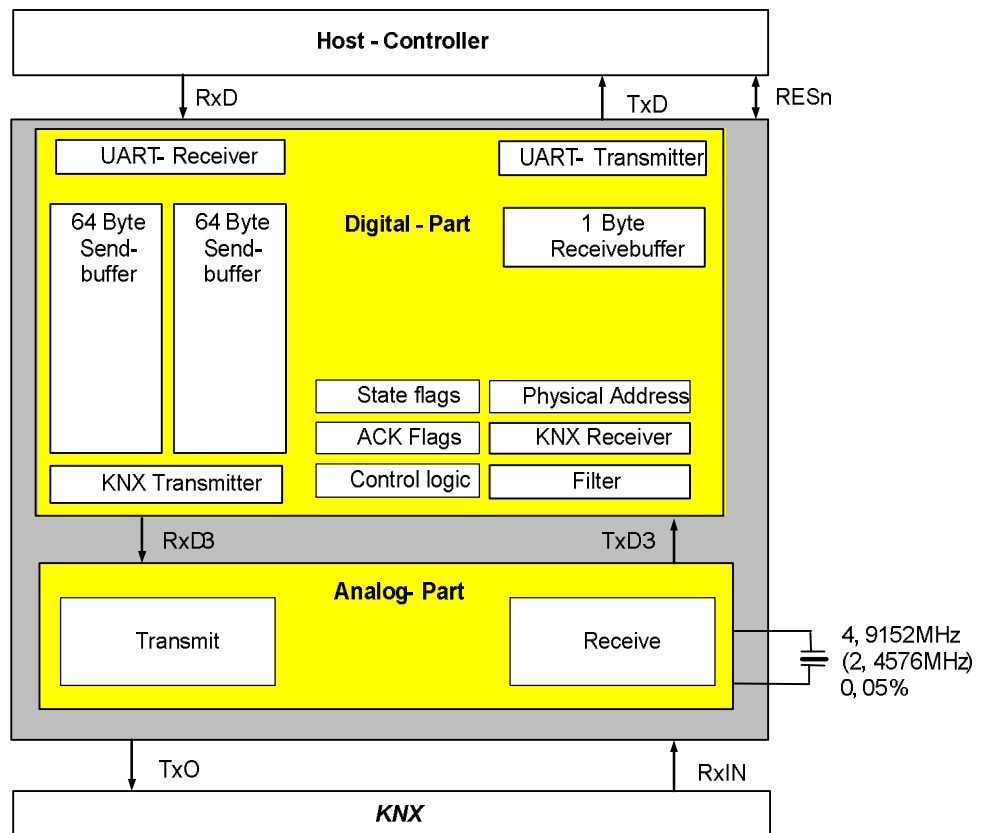 Host - Controller
RxD
TxD
RESn
UART- Receiver
UART- Transmitter
64 Byte
Send-
buffer
64 Byte
Send-
buffer
Digital - Part
1 Byte
Receivebuffer
State flags
Physical Address
ACK Flags
KNX Receiver
Control logic
Filter
KNX Transmitter
RxD3
TxD3
Analog- Part
Transmit
Receive
4, 9152MHz
(2, 4576MHz)
0, 05%
TxO
RxIN
KNX